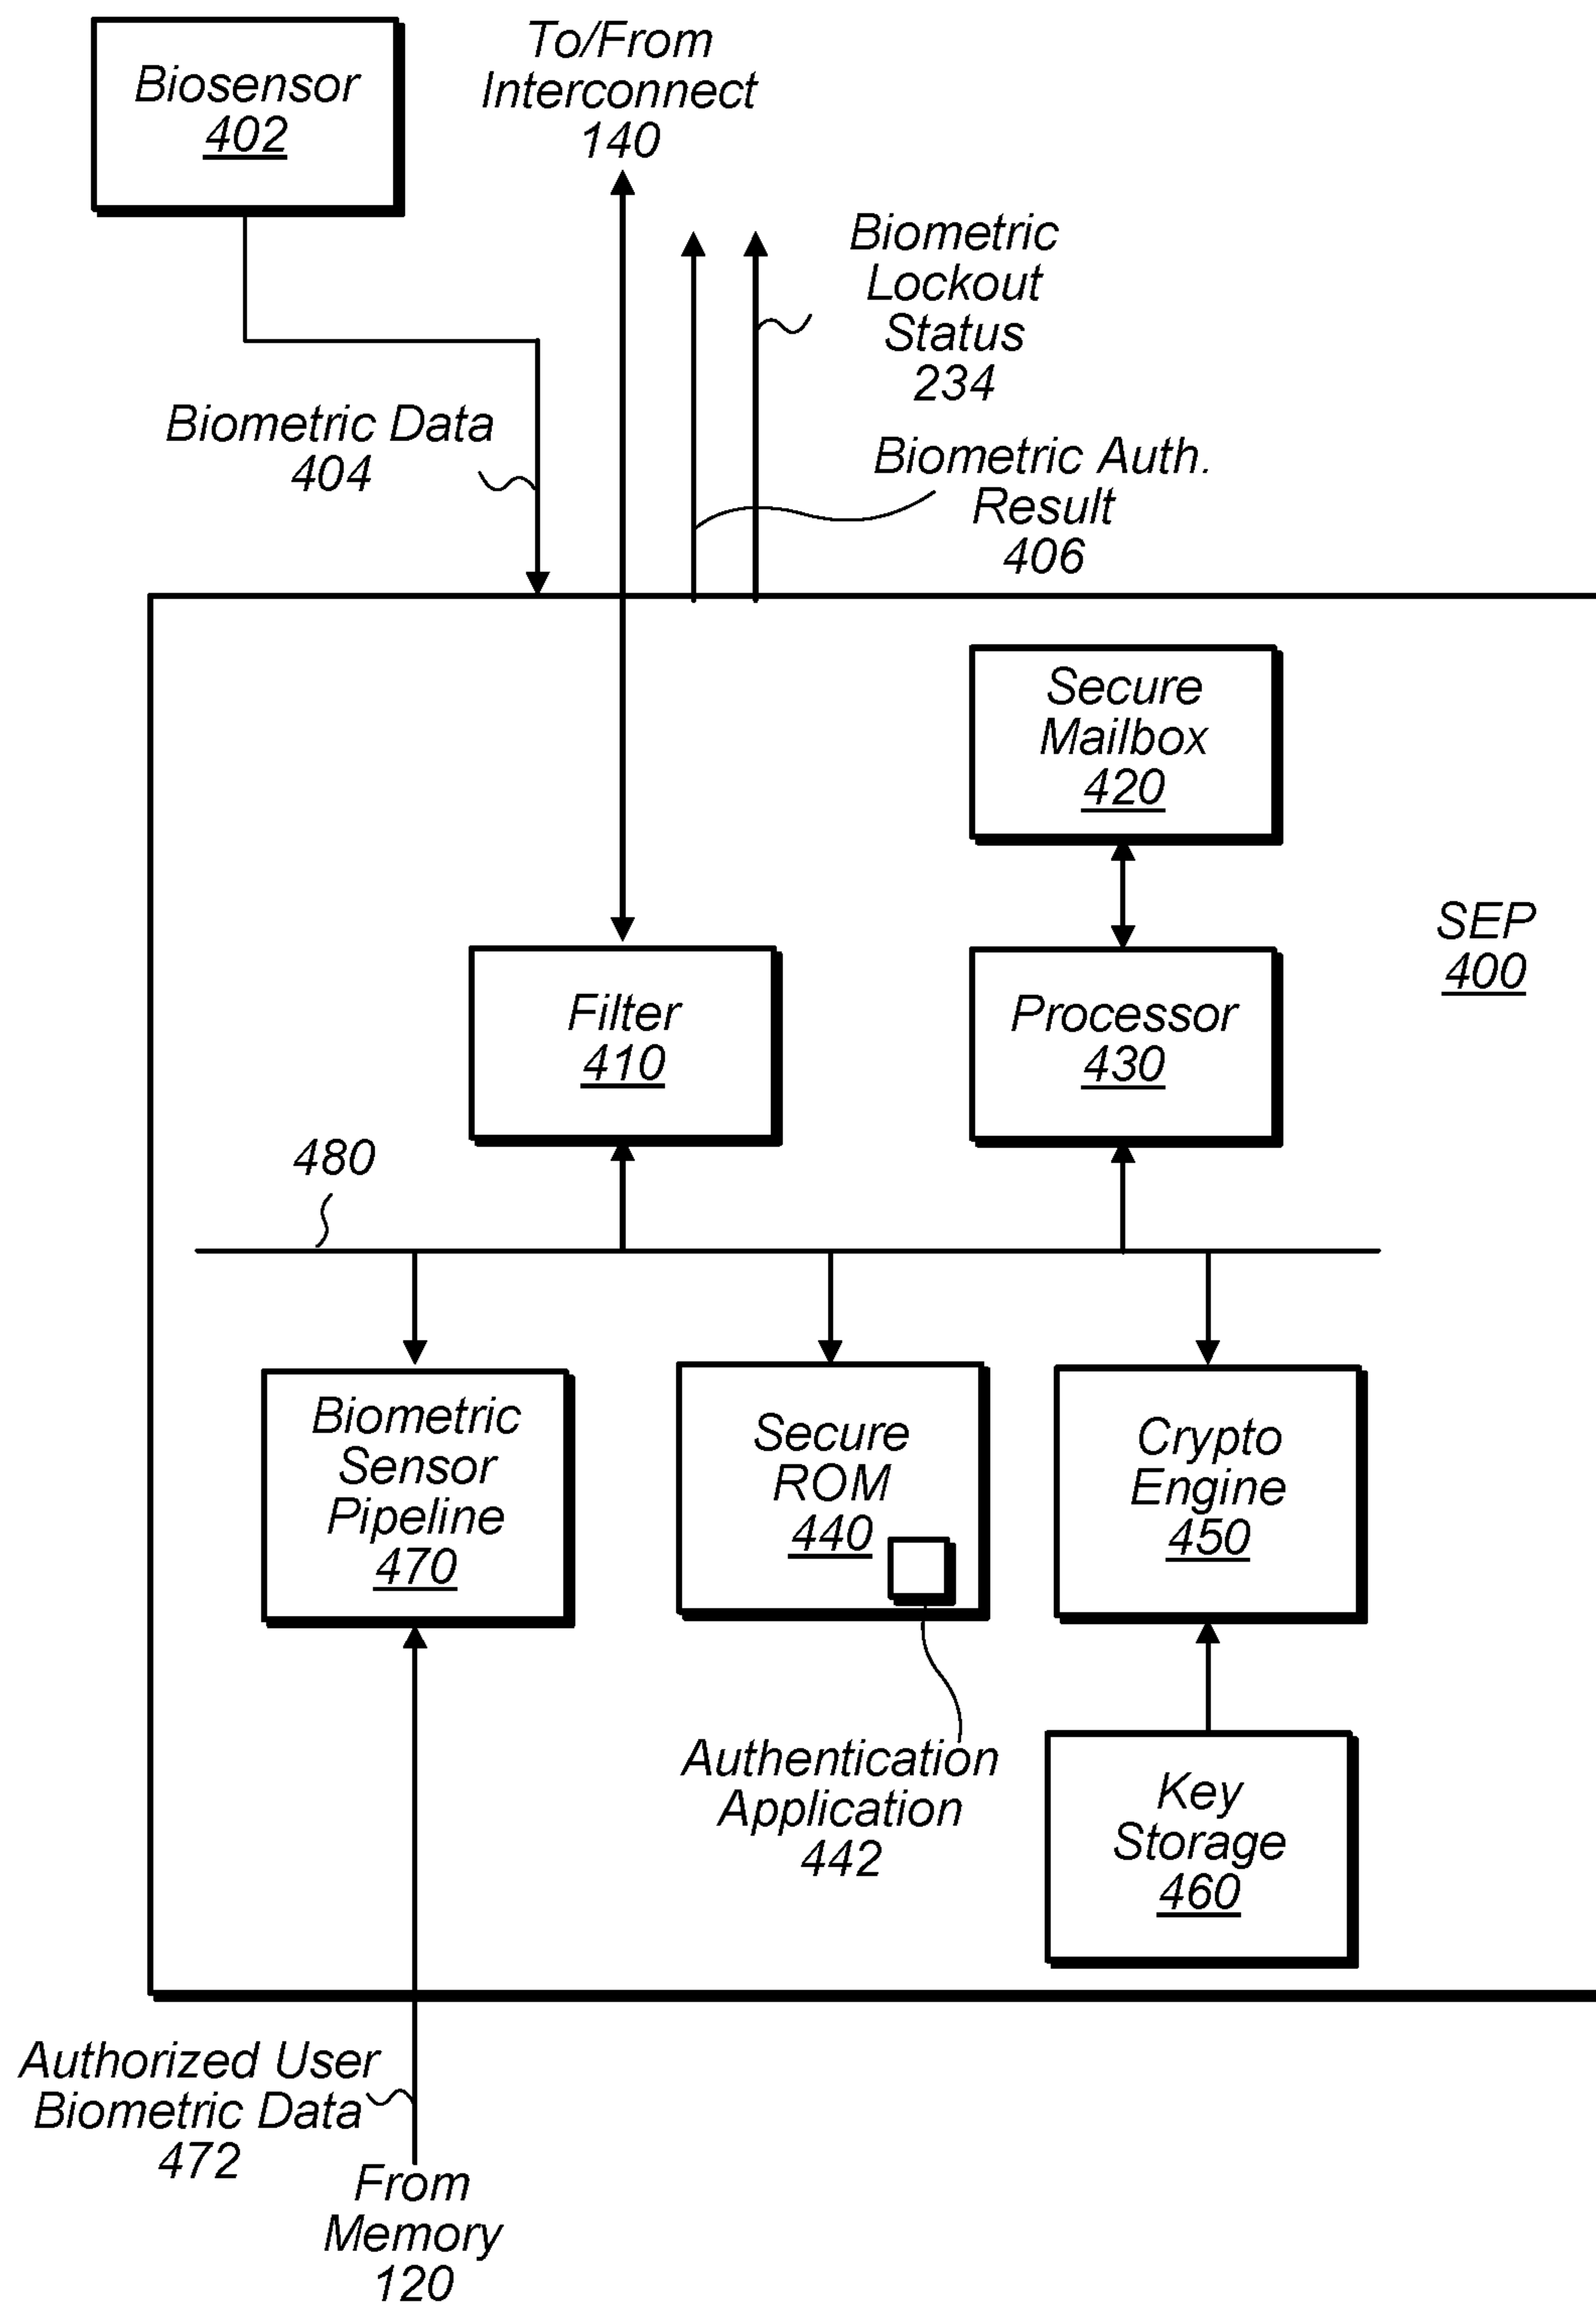 Biosensor
402
To/From
Interconnect
140
Biometric
Lockout
Status
234
Biometric Data
404
Biometric Auth.
Result
406
Secure
Mailbox
420
SEP
400
Filter
410
Processor
430
480
Biometric
Sensor
Pipeline
470
Secure
ROM
440
Crypto
Engine
450
Authentication
Application
442
Key
Storage
460
Authorized User
Biometric Data
472
From
Memory
120